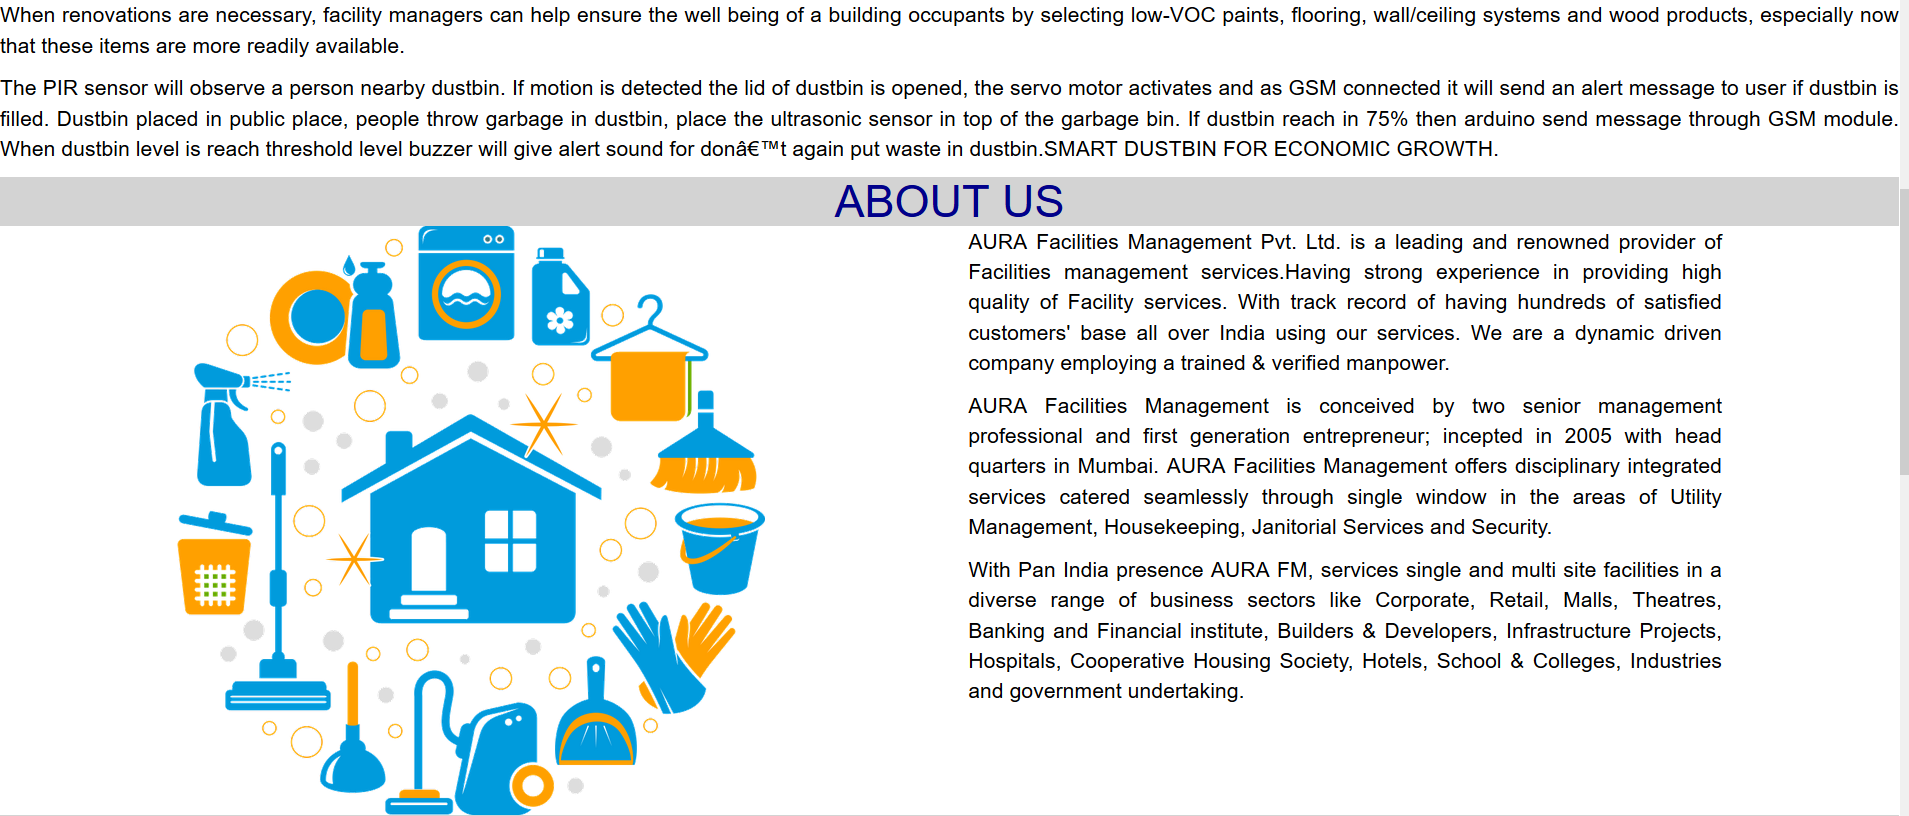 When renovations are necessary, facility managers can help ensure the well being of a building occupants by selecting low-VOC paints, flooring, wall/ceiling systems and wood products, especially now
that these items are more readily available.
The PIR sensor will observe a person nearby dustbin. If motion is detected the lid of dustbin is opened, the servo motor activates and as GSM connected it will send an alert message to user if dustbin is
filled. Dustbin placed in public place, people throw garbage in dustbin, place the ultrasonic sensor in top of the garbage bin. If dustbin reach in 75% then arduino send message through GSM module.
When dustbin level is reach threshold level buzzer will give alert sound for donâ€™t again put waste in dustbin.SMART DUSTBIN FOR ECONOMIC GROWTH.
ABOUT US
AURA Facilities Management Pvt. Ltd. is a leading and renowned provider of
Facilities management services.Having strong experience in providing high
quality of Facility services. With track record of having hundreds of satisfied
customers' base all over India using our services. We are a dynamic driven
company employing a trained & verified manpower.
AURA Facilities Management is conceived by two senior management
professional and first generation entrepreneur; incepted in 2005 with head
quarters in Mumbai. AURA Facilities Management offers disciplinary integrated
services catered seamlessly through single window in the areas of Utility
Management, Housekeeping, Janitorial Services and Security.
With Pan India presence AURA FM, services single and multi site facilities in a
diverse range of business sectors like Corporate, Retail, Malls, Theatres,
Banking and Financial institute, Builders & Developers, Infrastructure Projects,
Hospitals, Cooperative Housing Society, Hotels, School & Colleges, Industries
and government undertaking.